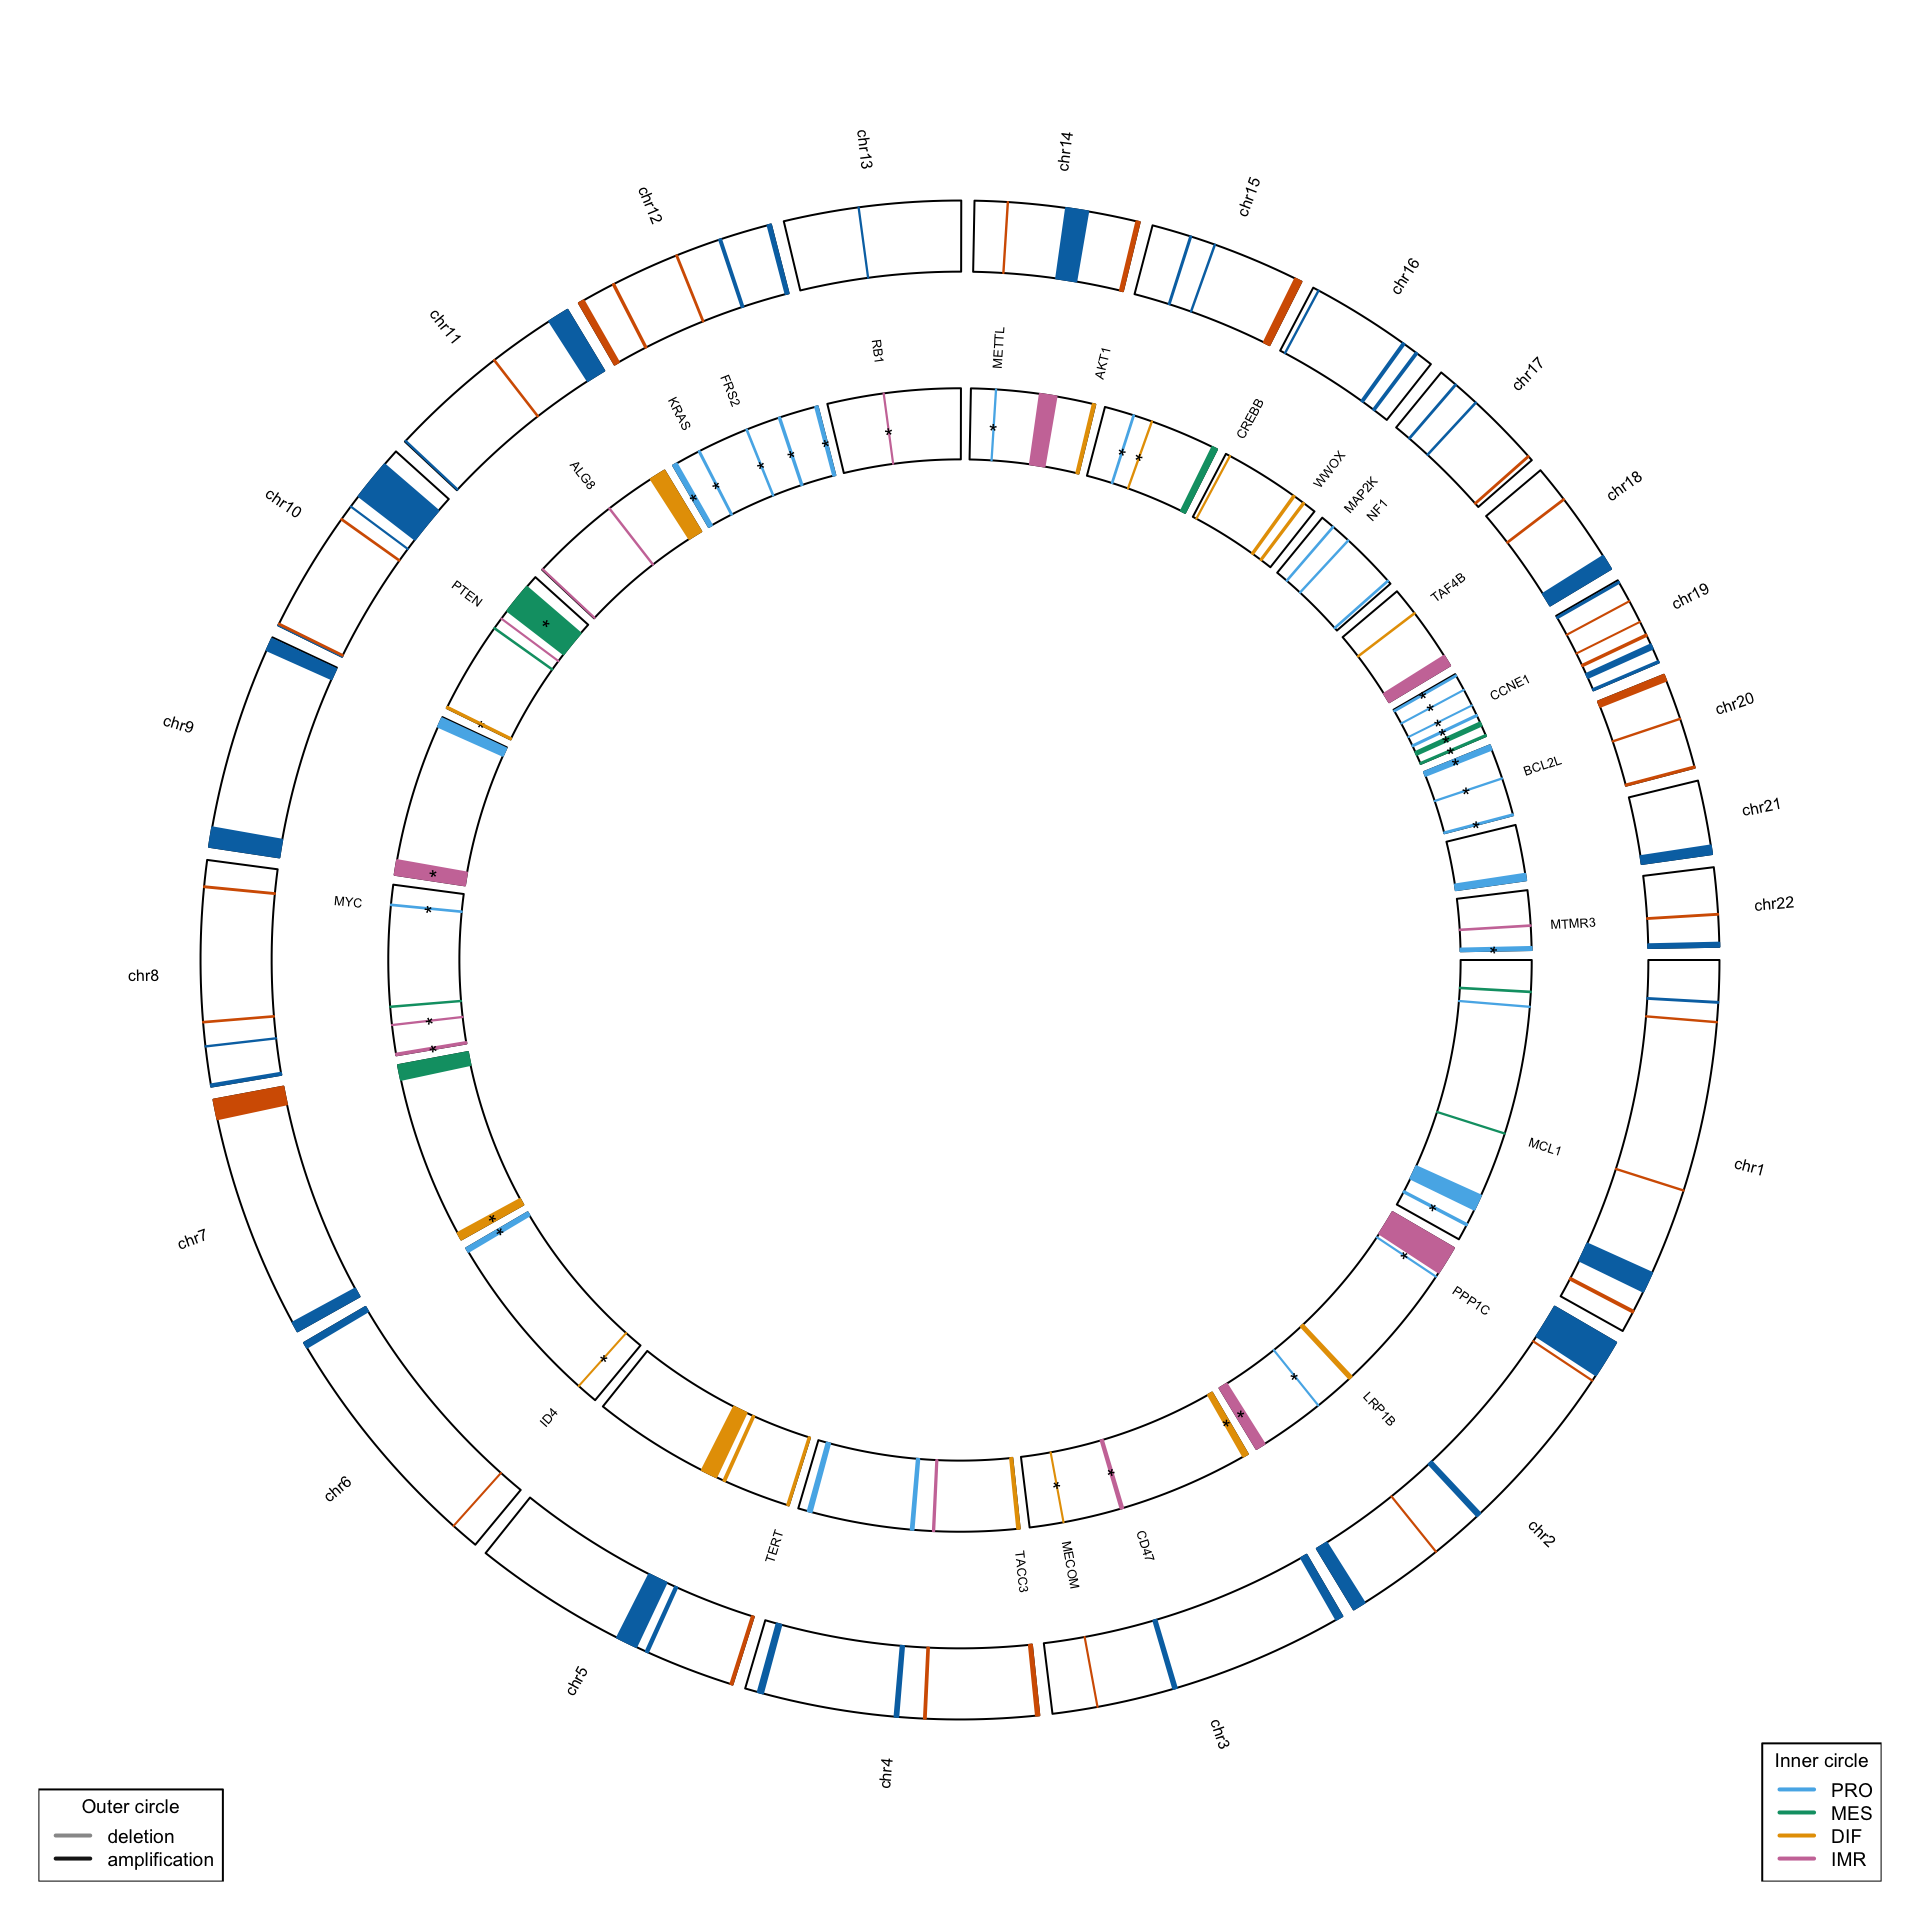 chr13
chr14
chr12
chr15
chr16
chr11
chr17
chr10
chr18
chr19
chr9
chr20
chr21
chr22
chr8
chr1
chr7
chr6
chr2
chr5
chr3
chr4
RB1
METTL
AKT1
FRS2
KRAS
CREBB
ALG8
WWOX
MAP2K
NF1
PTEN
TAF4B
CCNE1
BCL2L
MYC
MTMR3
MCL1
PPP1C
LRP1B
ID4
TERT
TACC3
MECOM
CD47
Outer circle
deletion
amplification
Inner circle
PRO
MES
DIF
IMR